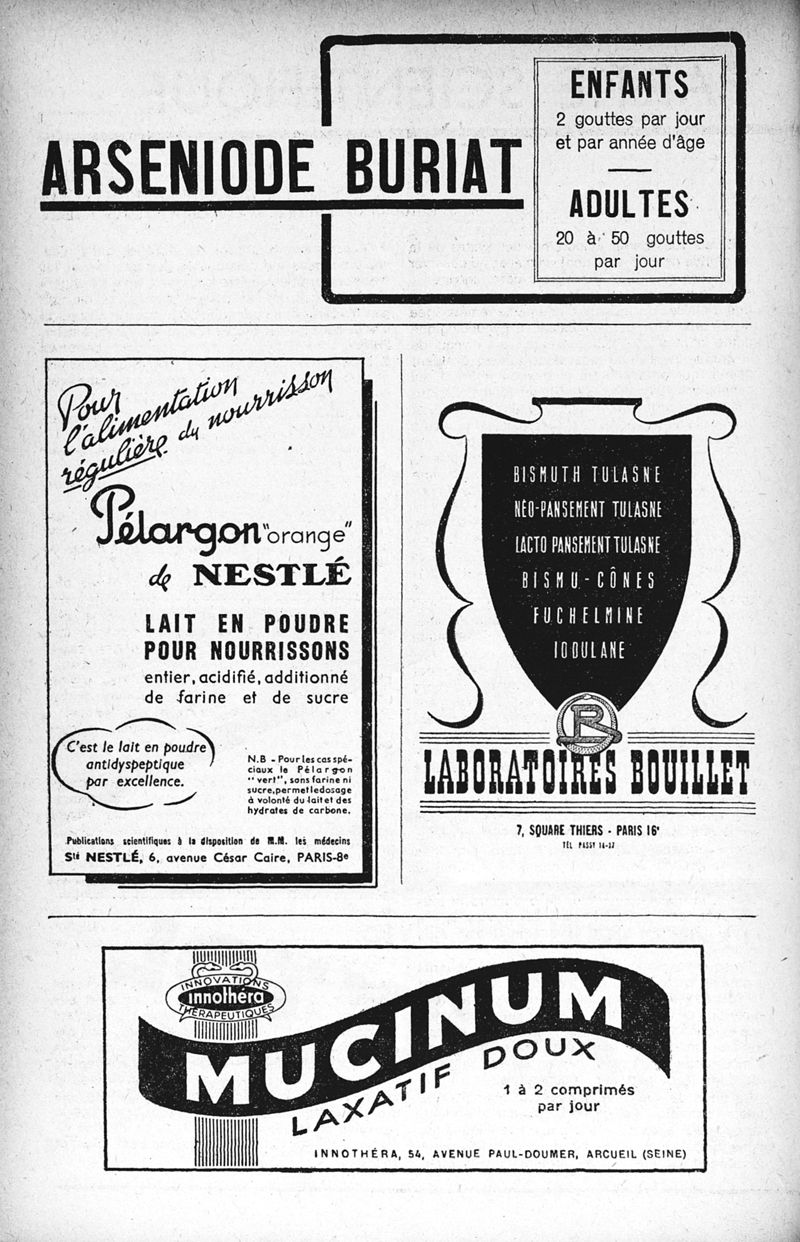 ARSENIODE BURIAT
ENFANTS
2 gouttes par jour
et par année d'âge
ADULTES
20 à 50 gouttes
par jour
Pour
l'alimentation
régulière du nourrisson
Pélargon "orange"
de NESTLÉ
LAIT EN POUDRE
POUR NOURRISSONS
entier, acidifié, additionné
de farine et de sucre
C'est le lait en poudre
antidyspeptique
par excellence.
N.B - Pour les cas spé-
ciaux le Pélargon
"vert", sans farine ni
sucre, permet le dosage
à volonté du lait et des
hydrates de carbone.
Publications scientifiques à la disposition de M.M. les médecins
Sté NESTLÉ, 6, avenue César Caire, PARIS-8e
BISMUTH TULASNE
NÉO-PANSEMENT TULASNE
LACTO PANSEMENT TULASNE
BISMU-CÔNES
FUCHELMINE
IODULANE
LABORATOIRES BOUILLET
7, SQUARE THIERS - PARIS 16e
TÉL PASSY 16-37
INNOVATIONS
innothéra
THÉRAPEUTIQUES
MUCINUM
LAXATIF DOUX
1 à 2 comprimés
par jour
INNOTHÉRA, 54, AVENUE PAUL-DOUMER, ARCUEIL (SEINE)